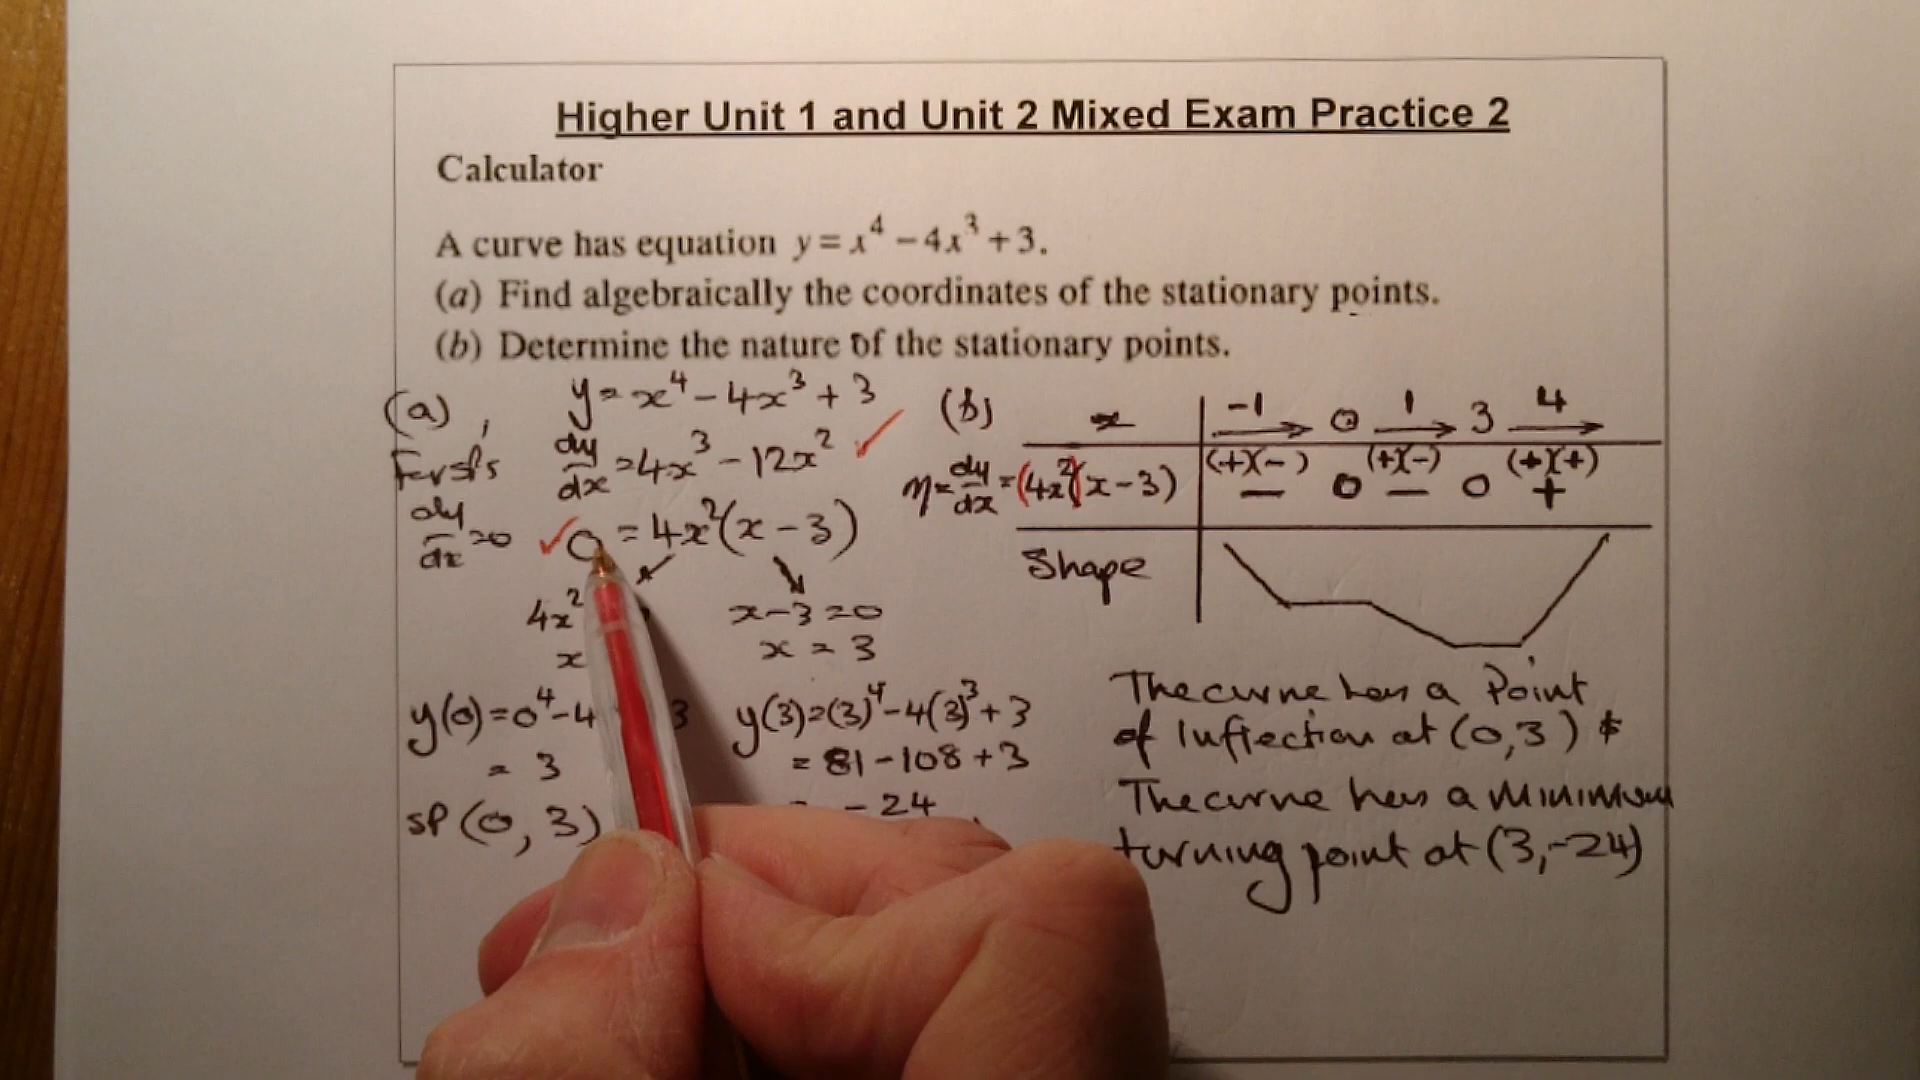 Higher Unit 1 and Unit 2 Mixed Exam Practice 2
Calculator
A curve has equation y = x⁴ − 4x³ + 3.
(a) Find algebraically the coordinates of the stationary points.
(b) Determine the nature of the stationary points.
(a) , y = x⁴ − 4x³ + 3
For SPs dy/dx = 4x³ − 12x² ✓
dy/dx = 0 ✓ 0 = 4x²(x − 3)
4x² x − 3 = 0
x x = 3
y(0) = 0⁴ − 4 3 y(3) = (3)⁴ − 4(3)³ + 3
= 3 = 81 − 108 + 3
SP (0, 3) = − 24
(b) x −1 → 0 1 → 3 4 →
M = dy/dx = (4x²)(x − 3) (+)(−) − 0 (+)(−) − 0 (+)(+) +
Shape
The curve has a Point
of Inflection at (0,3) &
The curve has a minimum
turning point at (3,−24)